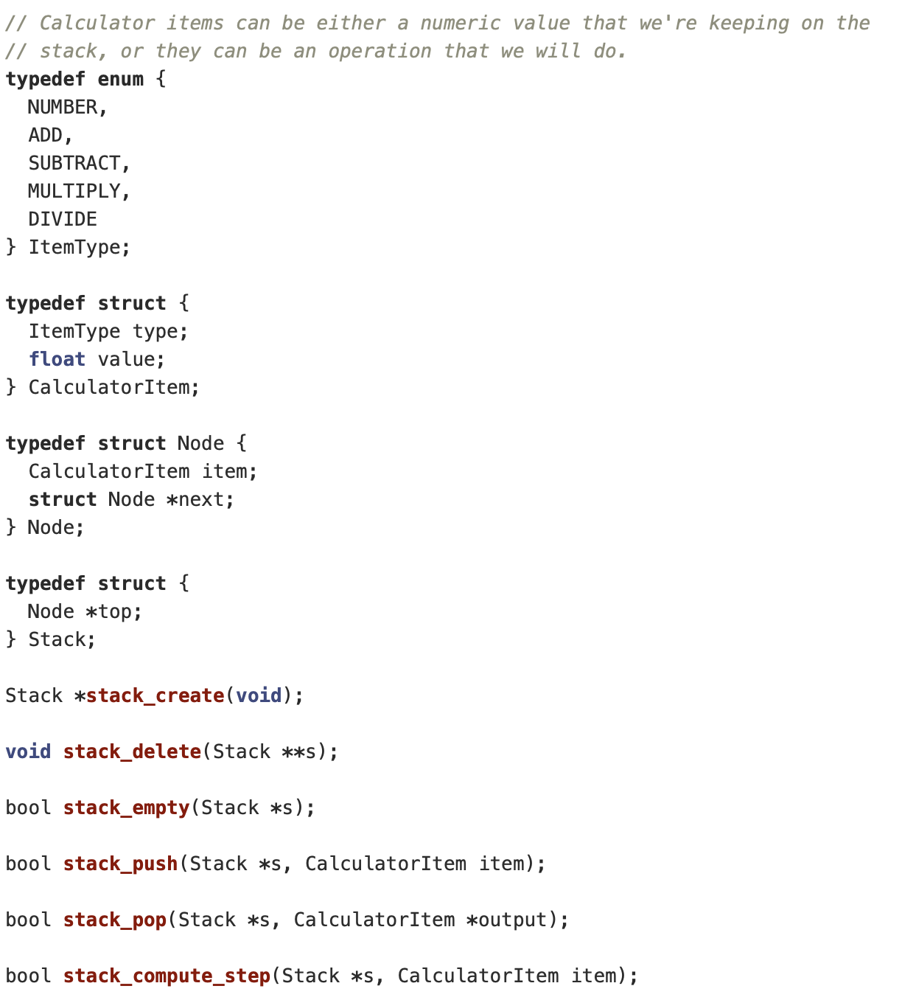 // Calculator items can be either a numeric value that we're keeping on the
// stack, or they can be an operation that we will do.
typedef enum {
  NUMBER,
  ADD,
  SUBTRACT,
  MULTIPLY,
  DIVIDE
} ItemType;

typedef struct {
  ItemType type;
  float value;
} CalculatorItem;

typedef struct Node {
  CalculatorItem item;
  struct Node *next;
} Node;

typedef struct {
  Node *top;
} Stack;

Stack *stack_create(void);

void stack_delete(Stack **s);

bool stack_empty(Stack *s);

bool stack_push(Stack *s, CalculatorItem item);

bool stack_pop(Stack *s, CalculatorItem *output);

bool stack_compute_step(Stack *s, CalculatorItem item);